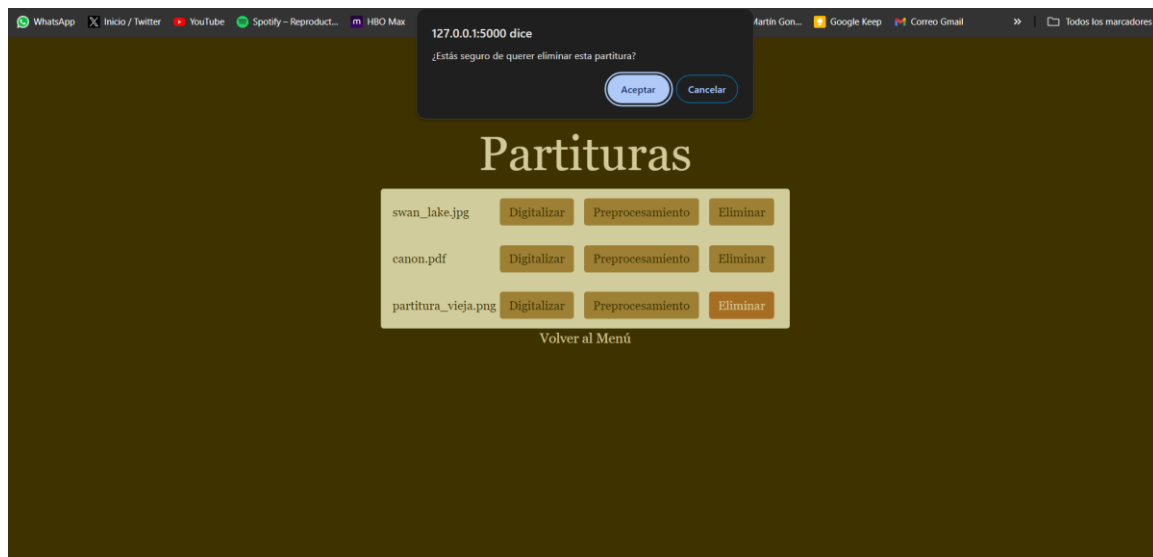 WhatsApp Inicio / Twitter YouTube Spotify – Reproduct... HBO Max Martín Gon... Google Keep Correo Gmail » Todos los marcadores
127.0.0.1:5000 dice
¿Estás seguro de querer eliminar esta partitura?
Aceptar Cancelar
Partituras
swan_lake.jpg Digitalizar Preprocesamiento Eliminar
canon.pdf Digitalizar Preprocesamiento Eliminar
partitura_vieja.png Digitalizar Preprocesamiento Eliminar
Volver al Menú